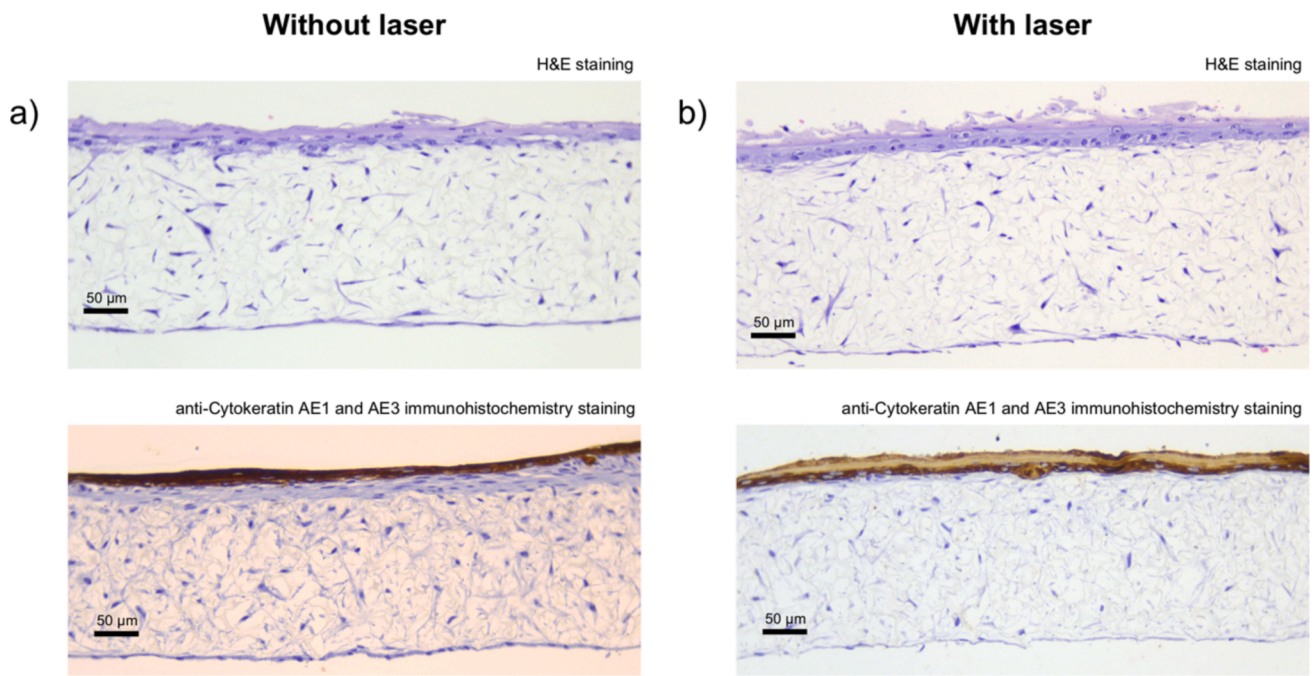 Without laser
With laser
H&E staining
H&E staining
a)
b)
50 µm
50 µm
anti-Cytokeratin AE1 and AE3 immunohistochemistry staining
anti-Cytokeratin AE1 and AE3 immunohistochemistry staining
50 µm
50 µm